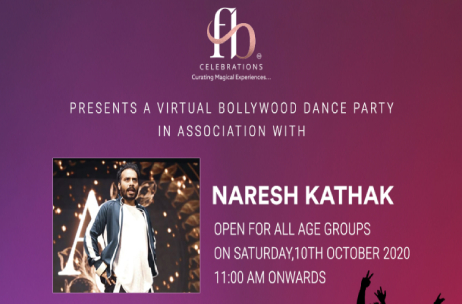 fb
CELEBRATIONS
Curating Magical Experiences...
PRESENTS A VIRTUAL BOLLYWOOD DANCE PARTY
IN ASSOCIATION WITH
A
NARESH KATHAK
OPEN FOR ALL AGE GROUPS
ON SATURDAY,10TH OCTOBER 2020
11:00 AM ONWARDS